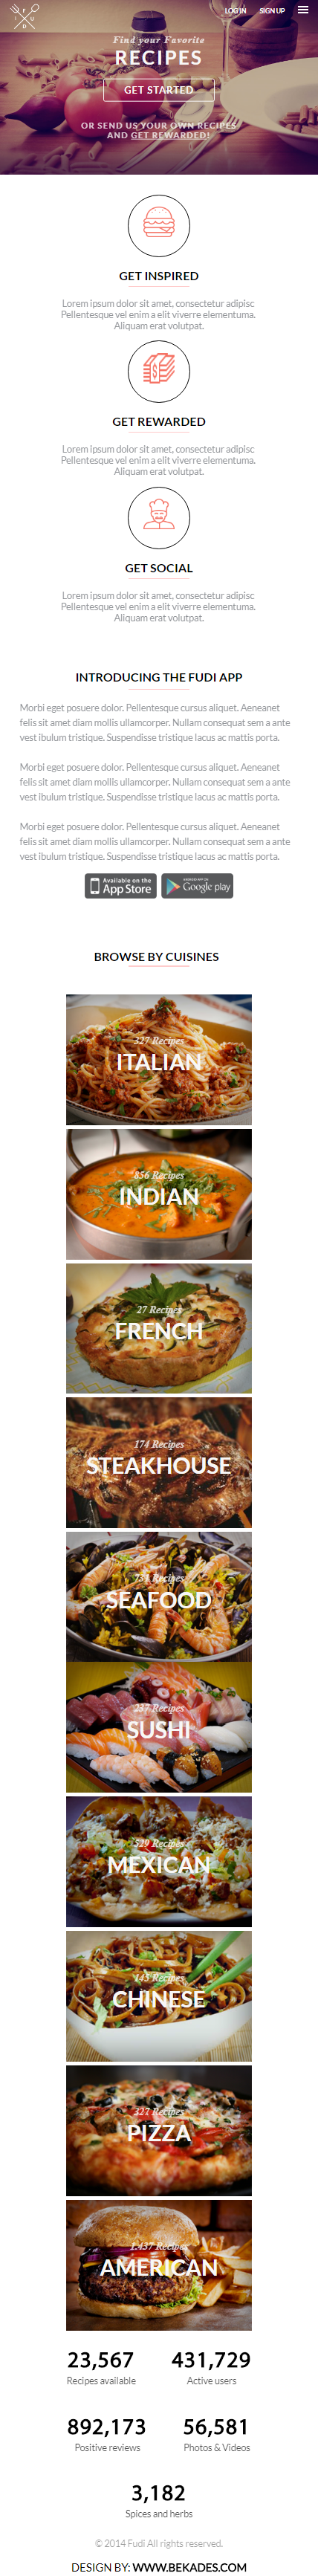 F
I U
D
LOG IN SIGN UP
Find your Favorite
RECIPES
GET STARTED
OR SEND US YOUR OWN RECIPES
AND GET REWARDED!
GET INSPIRED
Lorem ipsum dolor sit amet, consectetur adipisc
Pellentesque vel enim a elit viverre elementuma.
Aliquam erat volutpat.
GET REWARDED
Lorem ipsum dolor sit amet, consectetur adipisc
Pellentesque vel enim a elit viverre elementuma.
Aliquam erat volutpat.
GET SOCIAL
Lorem ipsum dolor sit amet, consectetur adipisc
Pellentesque vel enim a elit viverre elementuma.
Aliquam erat volutpat.
INTRODUCING THE FUDI APP
Morbi eget posuere dolor. Pellentesque cursus aliquet. Aeneanet
felis sit amet diam mollis ullamcorper. Nullam consequat sem a ante
vest ibulum tristique. Suspendisse tristique lacus ac mattis porta.
Morbi eget posuere dolor. Pellentesque cursus aliquet. Aeneanet
felis sit amet diam mollis ullamcorper. Nullam consequat sem a ante
vest ibulum tristique. Suspendisse tristique lacus ac mattis porta.
Morbi eget posuere dolor. Pellentesque cursus aliquet. Aeneanet
felis sit amet diam mollis ullamcorper. Nullam consequat sem a ante
vest ibulum tristique. Suspendisse tristique lacus ac mattis porta.
Available on the
App Store
Google play
BROWSE BY CUISINES
327 Recipes
ITALIAN
856 Recipes
INDIAN
27 Recipes
FRENCH
174 Recipes
STEAKHOUSE
Recipes
SEAFOOD
287 Recipes
SUSHI
529 Recipes
MEXICAN
145 Recipes
CHINESE
327 Recipes
PIZZA
1,437 Recipes
AMERICAN
23,567 431,729
Recipes available Active users
892,173 56,581
Positive reviews Photos & Videos
3,182
Spices and herbs
© 2014 Fudi All rights reserved.
DESIGN BY: WWW.BEKADES.COM